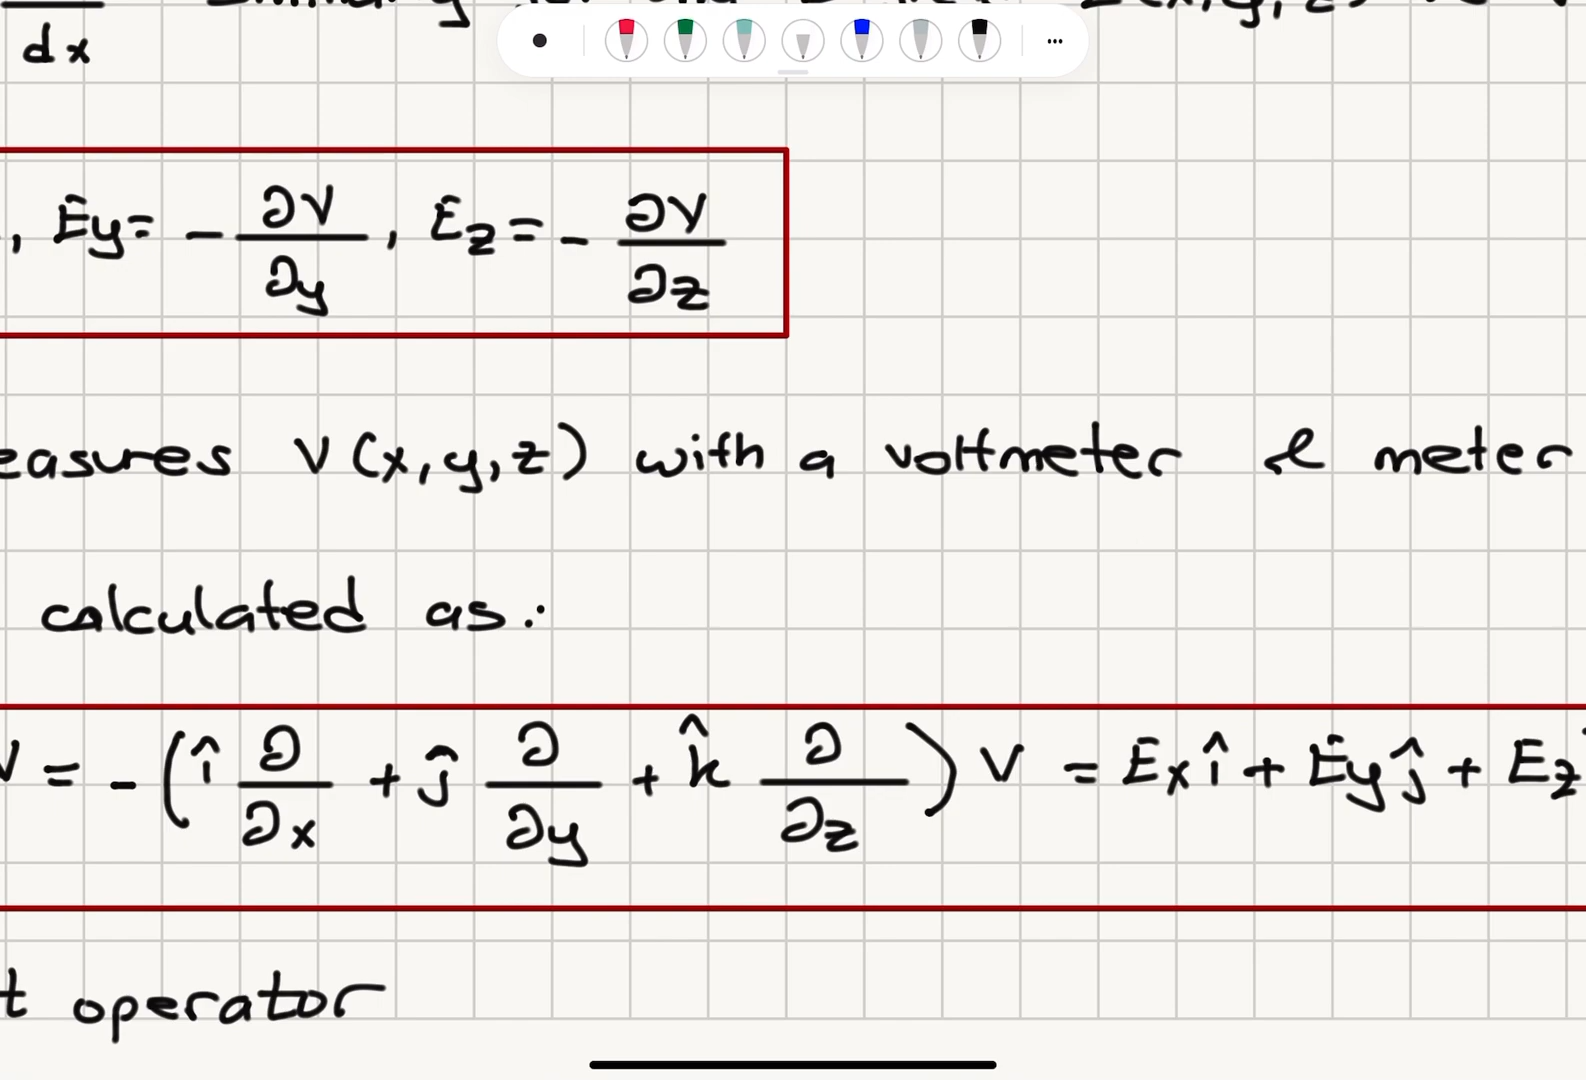 dx
, Ey = - ∂V/∂y , Ez = - ∂V/∂z
easures V(x,y,z) with a voltmeter & meter
calculated as:
V = - (î ∂/∂x + ĵ ∂/∂y + k̂ ∂/∂z) V = Ex î + Ey ĵ + Ez
t operator